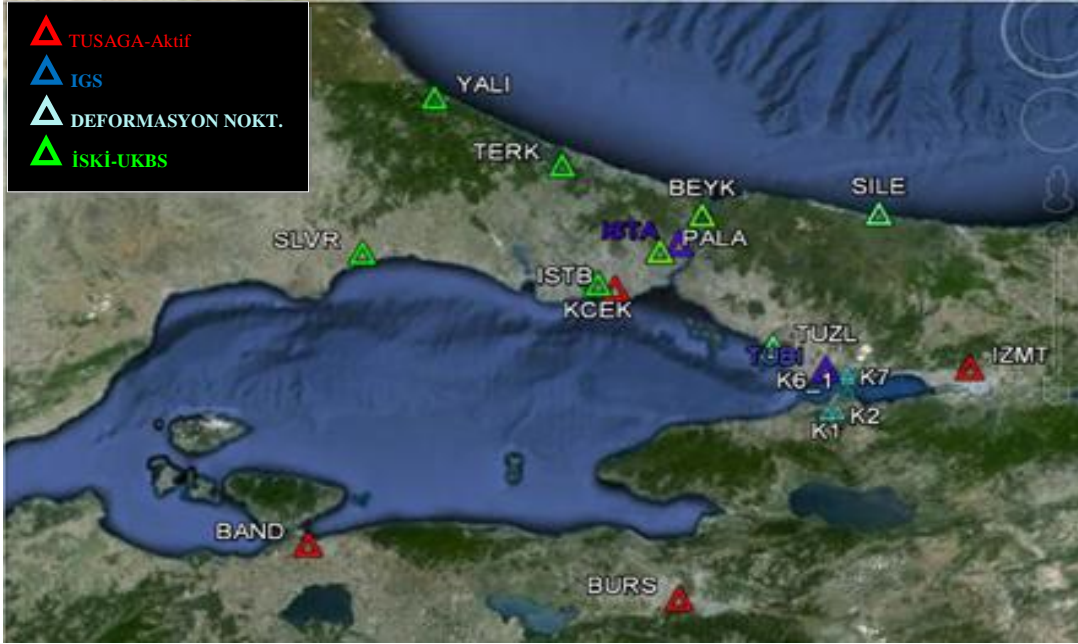 TUSAGA-Aktif
IGS
DEFORMASYON NOKT.
İSKİ-UKBS
YALI
TERK
BEYK
SILE
SLVR
ISTA
PALA
ISTB
KCEK
TUZL
TUBI
IZMT
K6_1
K7
K2
K1
BAND
BURS